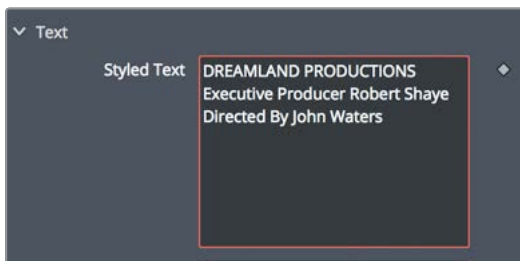 Text
Styled Text
DREAMLAND PRODUCTIONS
Executive Producer Robert Shaye
Directed By John Waters